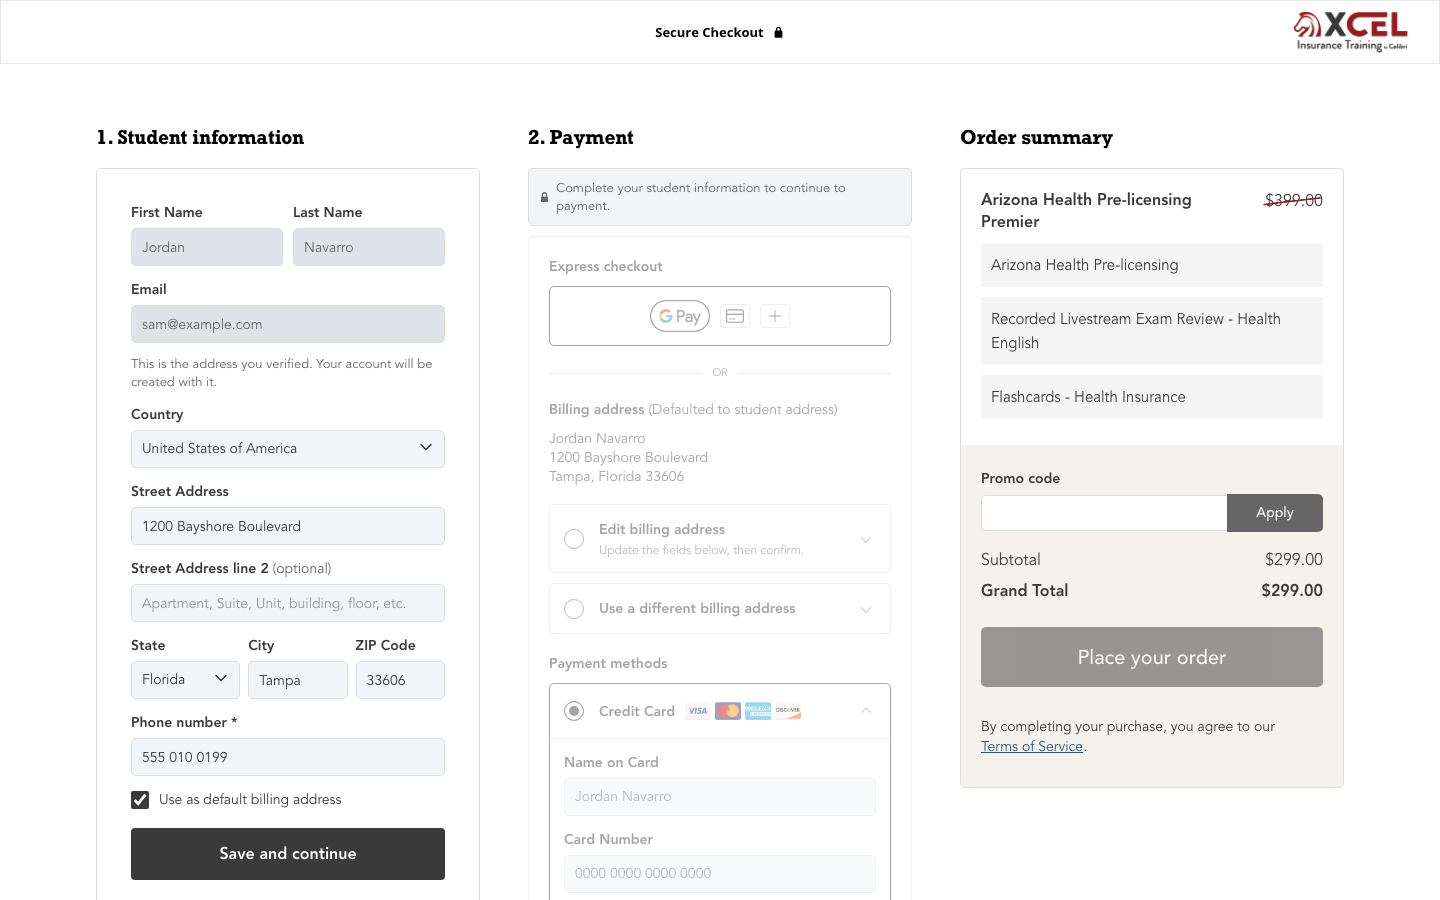 Secure Checkout
XCEL
Insurance Training by Colibri
1. Student information
First Name
Last Name
Jordan
Navarro
Email
sam@example.com
This is the address you verified. Your account will be
created with it.
Country
United States of America
Street Address
1200 Bayshore Boulevard
Street Address line 2 (optional)
Apartment, Suite, Unit, building, floor, etc.
State
City
ZIP Code
Florida
Tampa
33606
Phone number *
555 010 0199
Use as default billing address
Save and continue
2. Payment
Complete your student information to continue to
payment.
Express checkout
G Pay
OR
Billing address (Defaulted to student address)
Jordan Navarro
1200 Bayshore Boulevard
Tampa, Florida 33606
Edit billing address
Update the fields below, then confirm.
Use a different billing address
Payment methods
Credit Card
VISA
DISCOVER
Name on Card
Jordan Navarro
Card Number
0000 0000 0000 0000
Order summary
Arizona Health Pre-licensing
Premier
$399.00
Arizona Health Pre-licensing
Recorded Livestream Exam Review - Health
English
Flashcards - Health Insurance
Promo code
Apply
Subtotal
$299.00
Grand Total
$299.00
Place your order
By completing your purchase, you agree to our
Terms of Service.